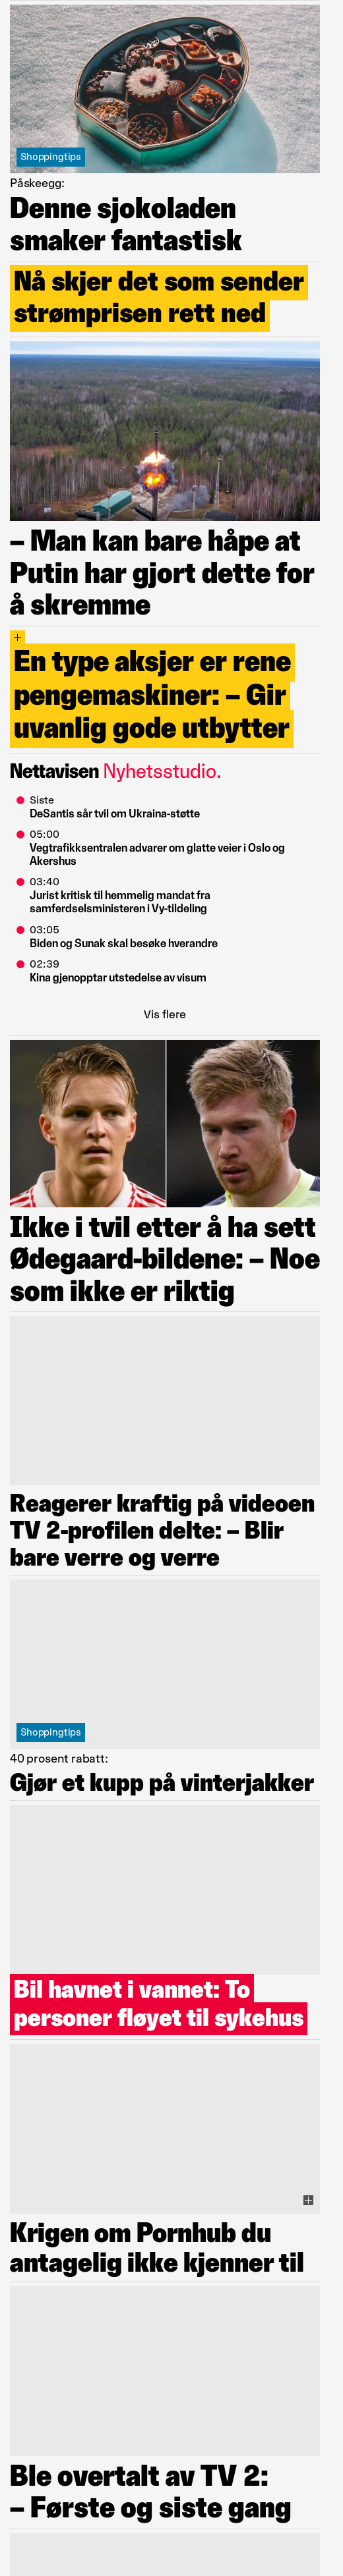 Shoppingtips
Påskeegg:
Denne sjokoladen
smaker fantastisk
Nå skjer det som sender
strømprisen rett ned
– Man kan bare håpe at
Putin har gjort dette for
å skremme
+
En type aksjer er rene
pengemaskiner: – Gir
uvanlig gode utbytter
Nettavisen Nyhetsstudio.
Siste
DeSantis sår tvil om Ukraina-støtte
05:00
Vegtrafikksentralen advarer om glatte veier i Oslo og
Akershus
03:40
Jurist kritisk til hemmelig mandat fra
samferdselsministeren i Vy-tildeling
03:05
Biden og Sunak skal besøke hverandre
02:39
Kina gjenopptar utstedelse av visum
Vis flere
Ikke i tvil etter å ha sett
Ødegaard-bildene: – Noe
som ikke er riktig
Reagerer kraftig på videoen
TV 2-profilen delte: – Blir
bare verre og verre
Shoppingtips
40 prosent rabatt:
Gjør et kupp på vinterjakker
Bil havnet i vannet: To
personer fløyet til sykehus
Krigen om Pornhub du
antagelig ikke kjenner til
Ble overtalt av TV 2:
– Første og siste gang